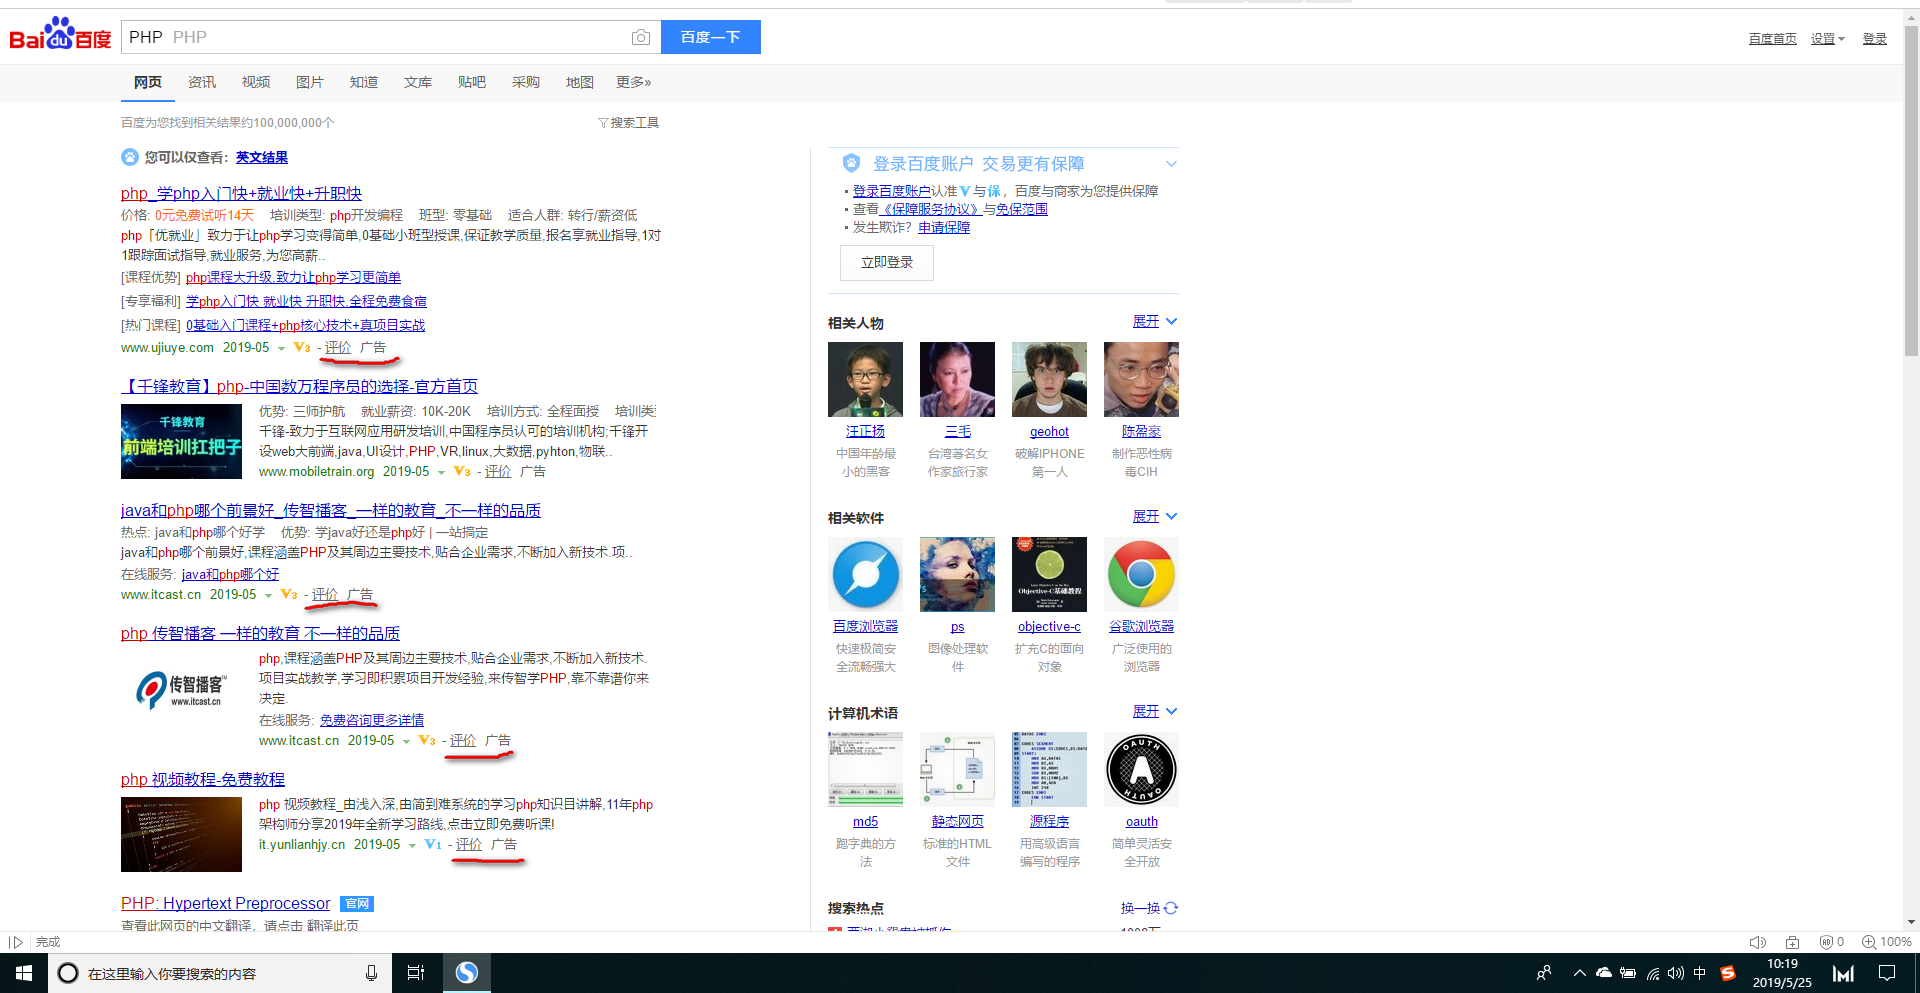 Bai du 百度
PHP PHP
百度一下
百度首页 设置 登录
网页 资讯 视频 图片 知道 文库 贴吧 采购 地图 更多»
百度为您找到相关结果约100,000,000个
搜索工具
您可以仅查看：英文结果
php_学php入门快+就业快+升职快
价格: 0元免费试听14天 培训类型: php开发编程 班型: 零基础 适合人群: 转行/薪资低
php「优就业」致力于让php学习变得简单,0基础小班型授课,保证教学质量,报名享就业指导,1对
1跟踪面试指导,就业服务,为您高薪..
[课程优势] php课程大升级,致力让php学习更简单
[专享福利] 学php入门快 就业快 升职快,全程免费食宿
[热门课程] 0基础入门课程+php核心技术+真项目实战
www.ujiuye.com 2019-05 V3 - 评价 广告
【千锋教育】php-中国数万程序员的选择-官方首页
千锋教育
前端培训扛把子
优势: 三师护航 就业薪资: 10K-20K 培训方式: 全程面授 培训类
千锋-致力于互联网应用研发培训,中国程序员认可的培训机构;千锋开
设web大前端,java,UI设计,PHP,VR,linux,大数据,pyhton,物联..
www.mobiletrain.org 2019-05 V3 - 评价 广告
java和php哪个前景好_传智播客_一样的教育_不一样的品质
热点: java和php哪个好学 优势: 学java好还是php好 | 一站搞定
java和php哪个前景好,课程涵盖PHP及其周边主要技术,贴合企业需求,不断加入新技术.项..
在线服务: java和php哪个好
www.itcast.cn 2019-05 V3 - 评价 广告
php 传智播客 一样的教育 不一样的品质
传智播客
www.itcast.cn
php,课程涵盖PHP及其周边主要技术,贴合企业需求,不断加入新技术.
项目实战教学,学习即积累项目开发经验,来传智学PHP,靠不靠谱你来
决定.
在线服务: 免费咨询更多详情
www.itcast.cn 2019-05 V3 - 评价 广告
php 视频教程-免费教程
php 视频教程_由浅入深,由简到难系统的学习php知识目讲解,11年php
架构师分享2019年全新学习路线,点击立即免费听课!
it.yunlianhjy.cn 2019-05 V1 - 评价 广告
PHP: Hypertext Preprocessor 官网
查看此网页的中文翻译，请点击 翻译此页
登录百度账户 交易更有保障
登录百度账户认准V与保，百度与商家为您提供保障
查看《保障服务协议》与免保范围
发生欺诈？申请保障
立即登录
相关人物 展开
汪正扬 三毛 geohot 陈盈豪
中国年龄最 台湾著名女 破解IPHONE 制作恶性病
小的黑客 作家旅行家 第一人 毒CIH
相关软件 展开
Objective-C基础教程
百度浏览器 ps objective-c 谷歌浏览器
快速极简安 图像处理软 扩充C的面向 广泛使用的
全流畅强大 件 对象 浏览器
计算机术语 展开
OAUTH
A
OAUTH
md5 静态网页 源程序 oauth
跑字典的方 标准的HTML 用高级语言 简单灵活安
法 文件 编写的程序 全开放
搜索热点 换一换
完成
0
100%
在这里输入你要搜索的内容
中
10:19
2019/5/25